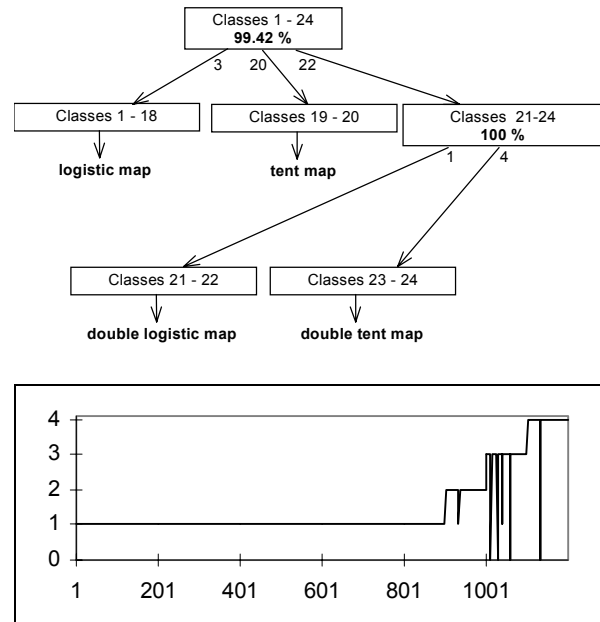 Classes 1 - 24
99.42 %
3 20 22
Classes 1 - 18
Classes 19 - 20
Classes 21-24
100 %
logistic map
tent map
1 4
Classes 21 - 22
Classes 23 - 24
double logistic map
double tent map
4
3
2
1
0
1 201 401 601 801 1001